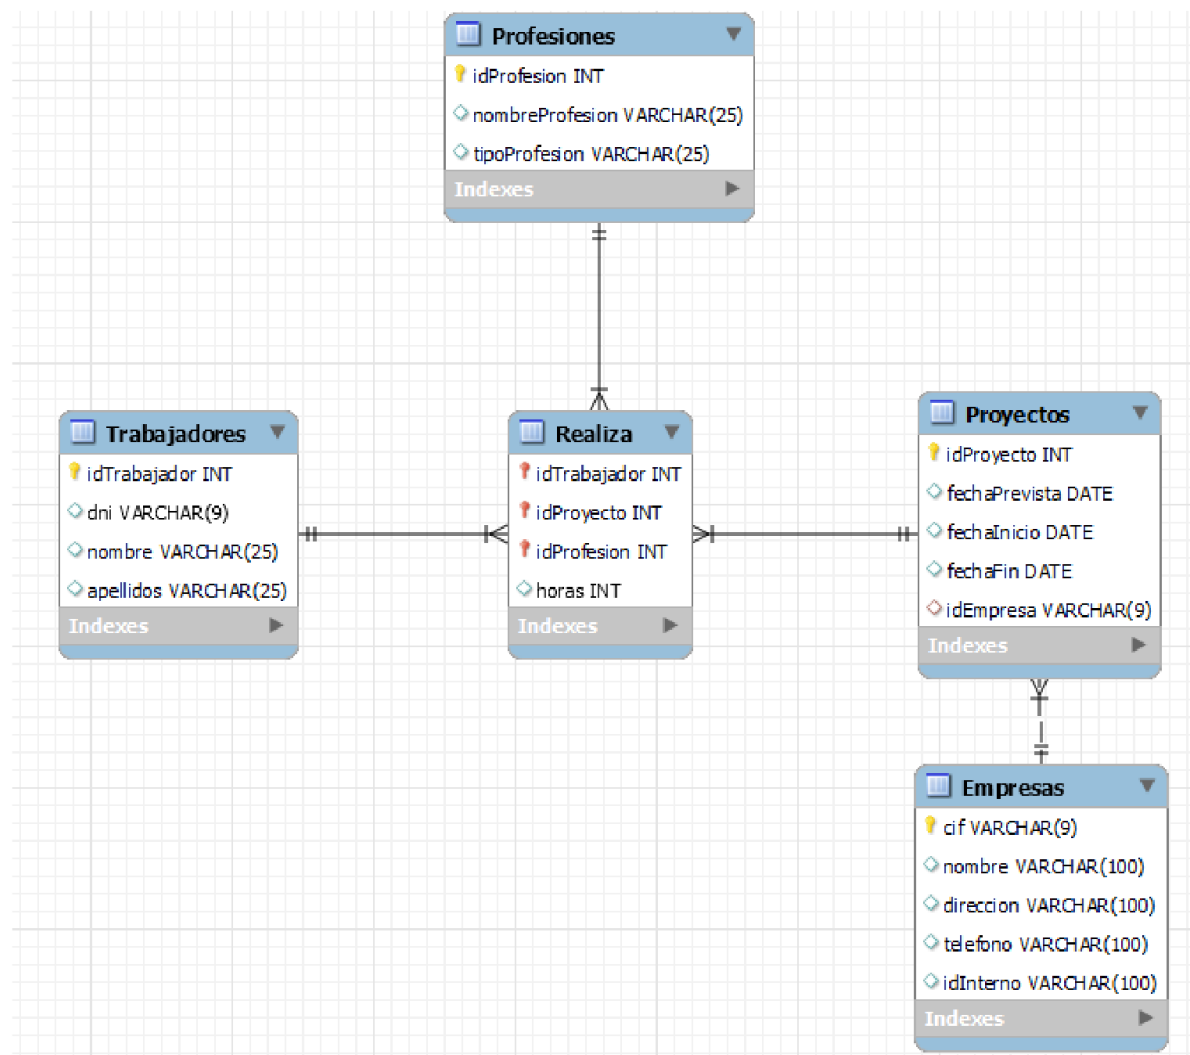 Profesiones
idProfesion INT
nombreProfesion VARCHAR(25)
tipoProfesion VARCHAR(25)
Indexes
Trabajadores
idTrabajador INT
dni VARCHAR(9)
nombre VARCHAR(25)
apellidos VARCHAR(25)
Indexes
Realiza
idTrabajador INT
idProyecto INT
idProfesion INT
horas INT
Indexes
Proyectos
idProyecto INT
fechaPrevista DATE
fechaInicio DATE
fechaFin DATE
idEmpresa VARCHAR(9)
Indexes
Empresas
cif VARCHAR(9)
nombre VARCHAR(100)
direccion VARCHAR(100)
telefono VARCHAR(100)
idInterno VARCHAR(100)
Indexes